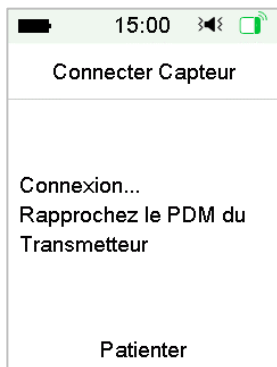 15:00
Connecter Capteur
Connexion...
Rapprochez le PDM du
Transmetteur
Patienter